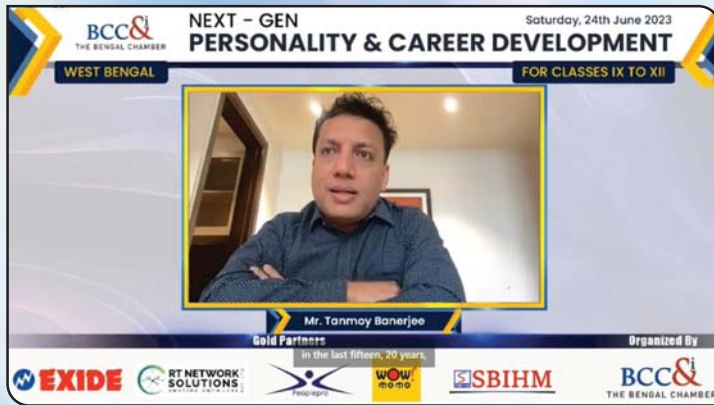 BCC&i
THE BENGAL CHAMBER
NEXT - GEN
Saturday, 24th June 2023
PERSONALITY & CAREER DEVELOPMENT
WEST BENGAL
FOR CLASSES IX TO XII
Mr. Tanmoy Banerjee
Gold Partners
Organized By
in the last fifteen, 20 years,
EXIDE
RT NETWORK
SOLUTIONS
Peoplepro
WOW!
momo
SBIHM
BCC&i
THE BENGAL CHAMBER